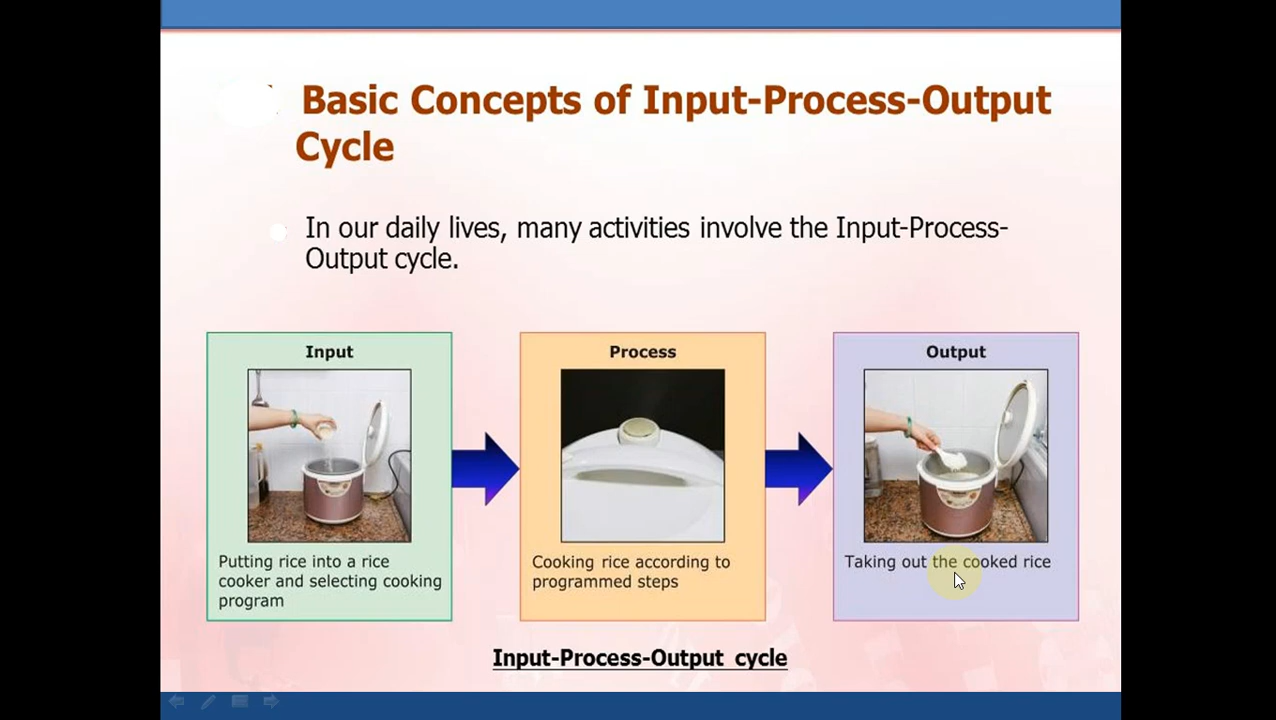 Basic Concepts of Input-Process-Output
Cycle
In our daily lives, many activities involve the Input-Process-
Output cycle.
Input
Putting rice into a rice
cooker and selecting cooking
program
Process
Cooking rice according to
programmed steps
Output
Taking out the cooked rice
Input-Process-Output cycle